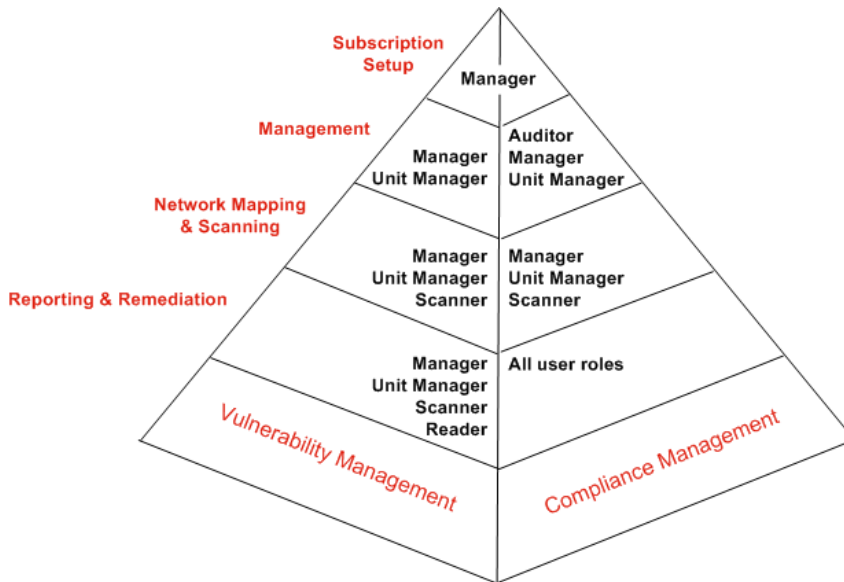 Subscription
Setup
Manager
Management
Manager
Unit Manager
Auditor
Manager
Unit Manager
Network Mapping
& Scanning
Manager
Unit Manager
Scanner
Manager
Unit Manager
Scanner
Reporting & Remediation
Manager
Unit Manager
Scanner
Reader
All user roles
Vulnerability Management
Compliance Management